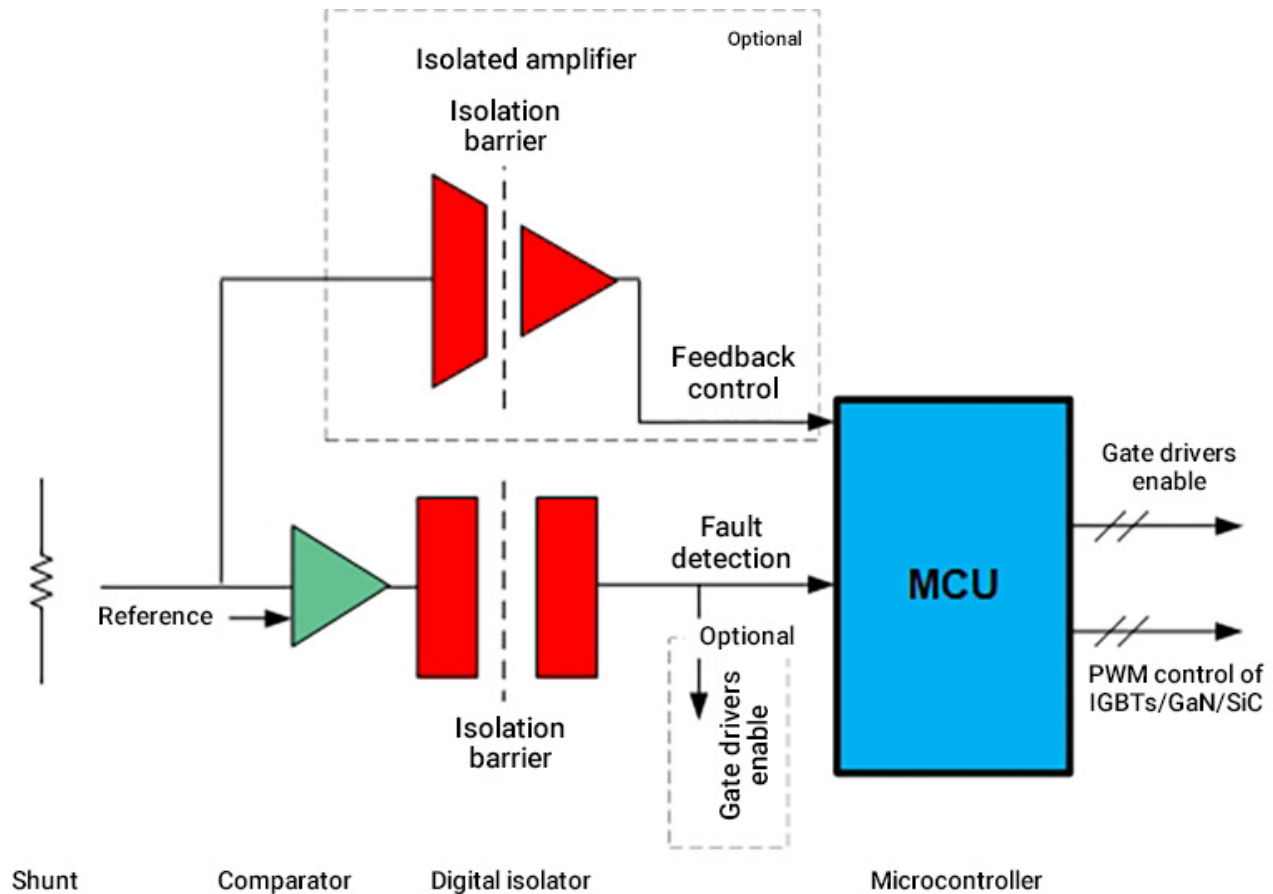 Optional
Isolated amplifier
Isolation
barrier
Feedback
control
Gate drivers
enable
Fault
detection
MCU
Reference
Optional
Gate drivers
enable
PWM control of
IGBTs/GaN/SiC
Isolation
barrier
Shunt
Comparator
Digital isolator
Microcontroller